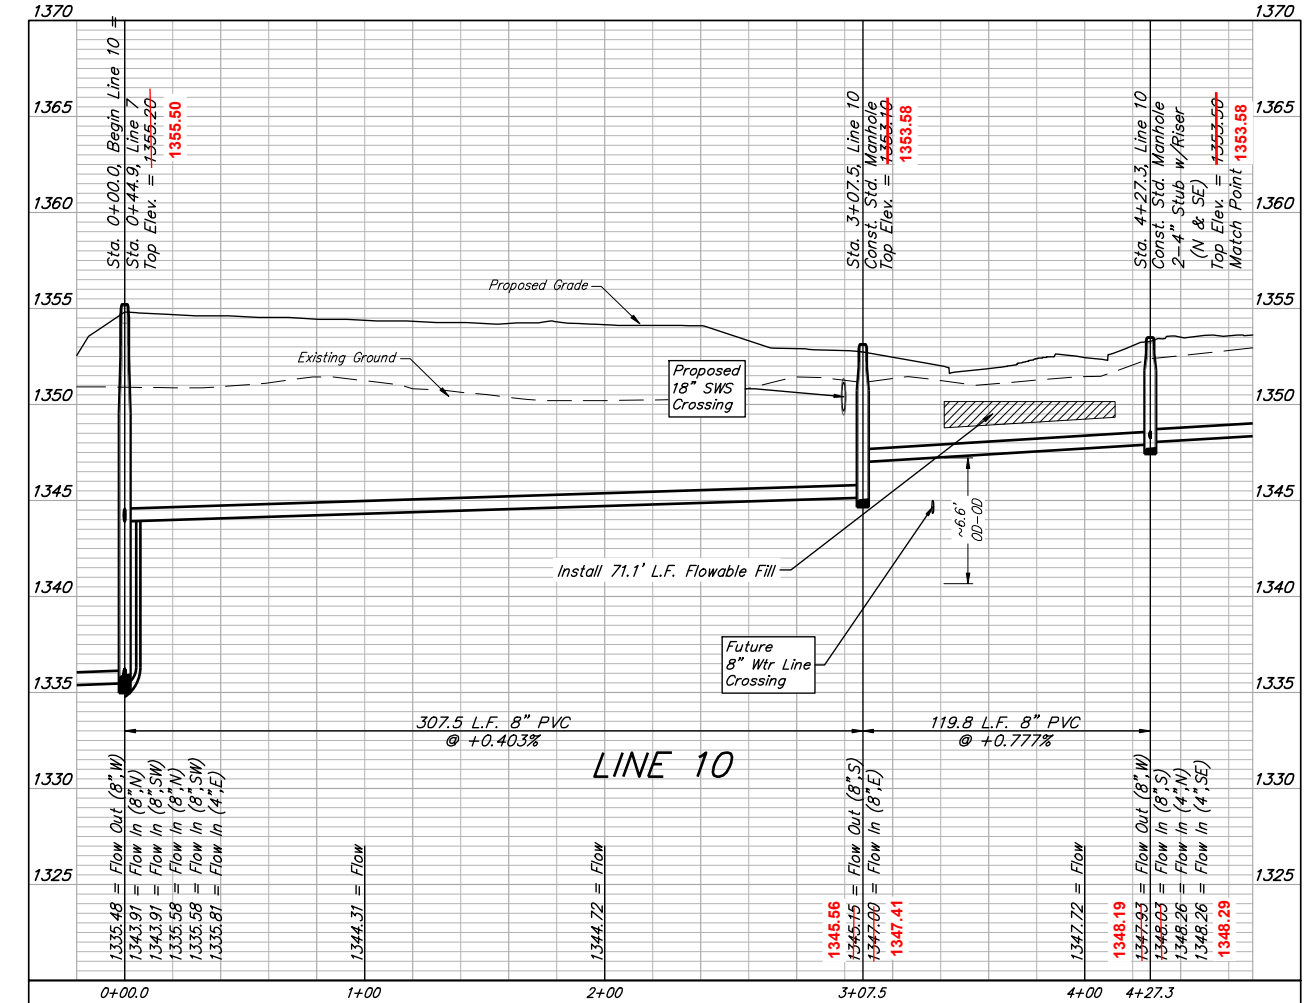 1370
1370
1365
1365
1360
1360
1355
1355
1350
1350
1345
1345
1340
1340
1335
1335
1330
1330
1325
1325
Sta. 0+00.0, Begin Line 10 =
Sta. 0+44.9, Line 7
Top Elev. = 1355.20
1355.50
Sta. 3+07.5, Line 10
Const. Std. Manhole
Top Elev. = 1353.10
1353.58
Sta. 4+27.3, Line 10
Const. Std. Manhole
2-4" Stub w/Riser
(N & SE)
Top Elev. = 1353.50
Match Point
1353.58
Proposed Grade
Existing Ground
Proposed
18" SWS
Crossing
Install 71.1' L.F. Flowable Fill
~6.6'
OD-OD
Future
8" Wtr Line
Crossing
307.5 L.F. 8" PVC
@ +0.403%
119.8 L.F. 8" PVC
@ +0.777%
LINE 10
1335.48 = Flow Out (8",W)
1343.91 = Flow In (8",N)
1343.91 = Flow In (8",SW)
1335.58 = Flow In (8",N)
1335.58 = Flow In (8",SW)
1335.81 = Flow In (4",E)
1344.31 = Flow
1344.72 = Flow
1345.56
1345.15 = Flow Out (8",S)
1347.00 = Flow In (8",E)
1347.41
1347.72 = Flow
1348.19
1347.93 = Flow Out (8",W)
1348.03 = Flow In (8",S)
1348.26 = Flow In (4",N)
1348.26 = Flow In (4",SE)
1348.29
0+00.0
1+00
2+00
3+07.5
4+00
4+27.3